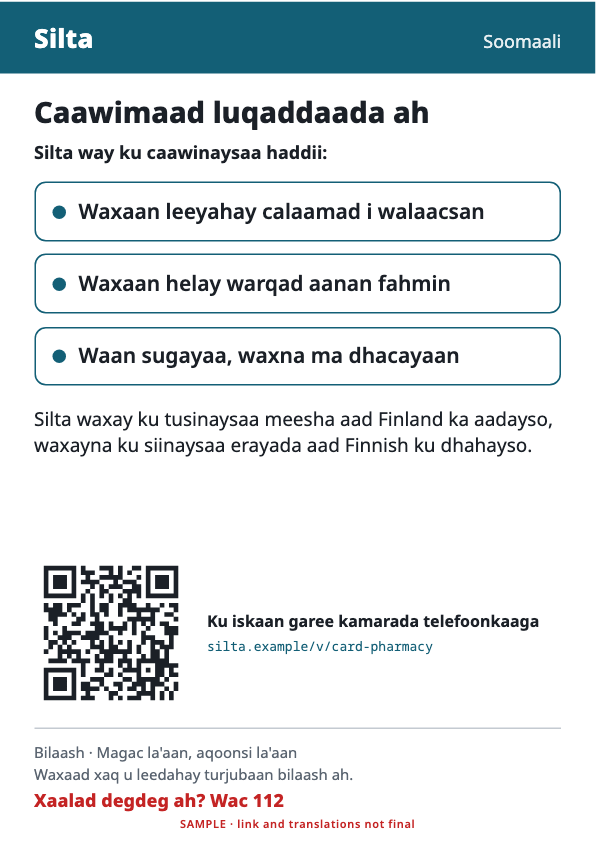 Silta
Soomaali
Caawimaad luqaddaada ah
Silta way ku caawinaysaa haddii:
Waxaan leeyahay calaamad i walaacsan
Waxaan helay warqad aanan fahmin
Waan sugayaa, waxna ma dhacayaan
Silta waxay ku tusinaysaa meesha aad Finland ka aadayso,
waxayna ku siinaysaa erayada aad Finnish ku dhahayso.
Ku iskaan garee kamarada telefoonkaaga
silta.example/v/card-pharmacy
Bilaash · Magac la'aan, aqoonsi la'aan
Waxaad xaq u leedahay turjubaan bilaash ah.
Xaalad degdeg ah? Wac 112
SAMPLE · link and translations not final